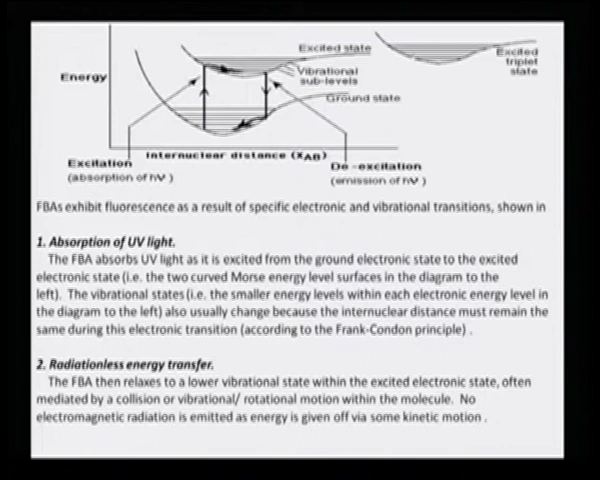 Excited state
Excited
triplet
state
Energy
Vibrational
sub-levels
Ground state
Internuclear distance (XAB)
Excitation
(absorption of hν )
De -excitation
(emission of hν )
FBAs exhibit fluorescence as a result of specific electronic and vibrational transitions, shown in
1. Absorption of UV light.
The FBA absorbs UV light as it is excited from the ground electronic state to the excited
electronic state (i.e. the two curved Morse energy level surfaces in the diagram to the
left). The vibrational states (i.e. the smaller energy levels within each electronic energy level in
the diagram to the left) also usually change because the internuclear distance must remain the
same during this electronic transition (according to the Frank-Condon principle) .
2. Radiationless energy transfer.
The FBA then relaxes to a lower vibrational state within the excited electronic state, often
mediated by a collision or vibrational/ rotational motion within the molecule. No
electromagnetic radiation is emitted as energy is given off via some kinetic motion .